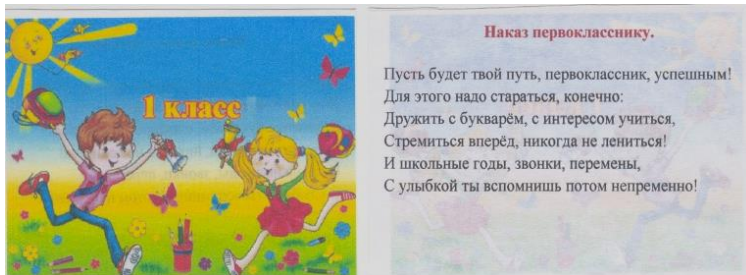 1 класс
Наказ первокласснику.
Пусть будет твой путь, первоклассник, успешным!
Для этого надо стараться, конечно:
Дружить с букварём, с интересом учиться,
Стремиться вперёд, никогда не лениться!
И школьные годы, звонки, перемены,
С улыбкой ты вспомнишь потом непременно!